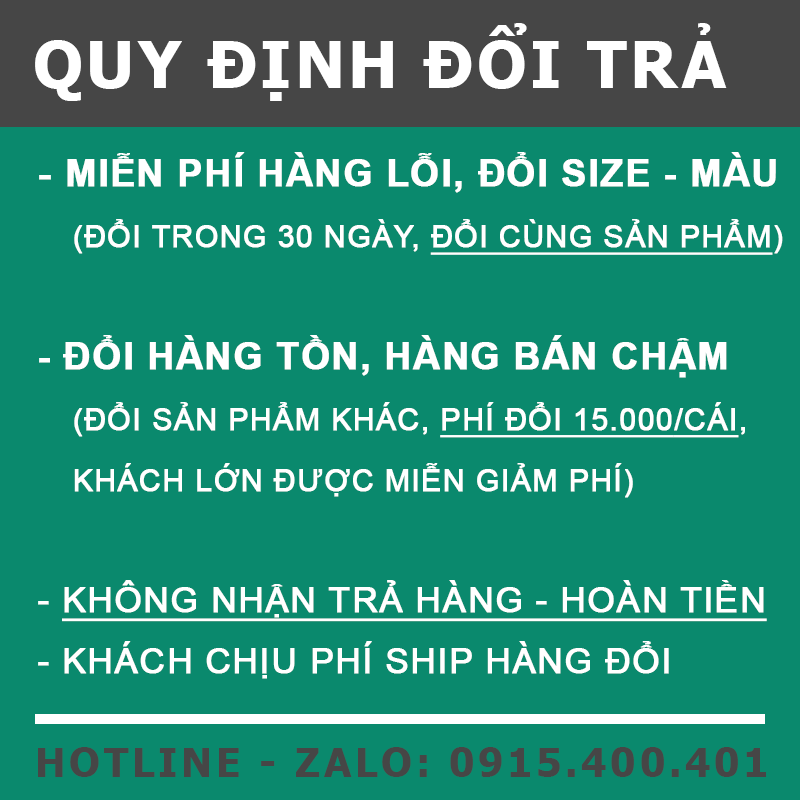 QUY ĐỊNH ĐỔI TRẢ
- MIỄN PHÍ HÀNG LỖI, ĐỔI SIZE - MÀU
(ĐỔI TRONG 30 NGÀY, ĐỔI CÙNG SẢN PHẨM)
- ĐỔI HÀNG TỒN, HÀNG BÁN CHẬM
(ĐỔI SẢN PHẨM KHÁC, PHÍ ĐỔI 15.000/CÁI,
KHÁCH LỚN ĐƯỢC MIỄN GIẢM PHÍ)
- KHÔNG NHẬN TRẢ HÀNG - HOÀN TIỀN
- KHÁCH CHỊU PHÍ SHIP HÀNG ĐỔI
HOTLINE - ZALO: 0915.400.401